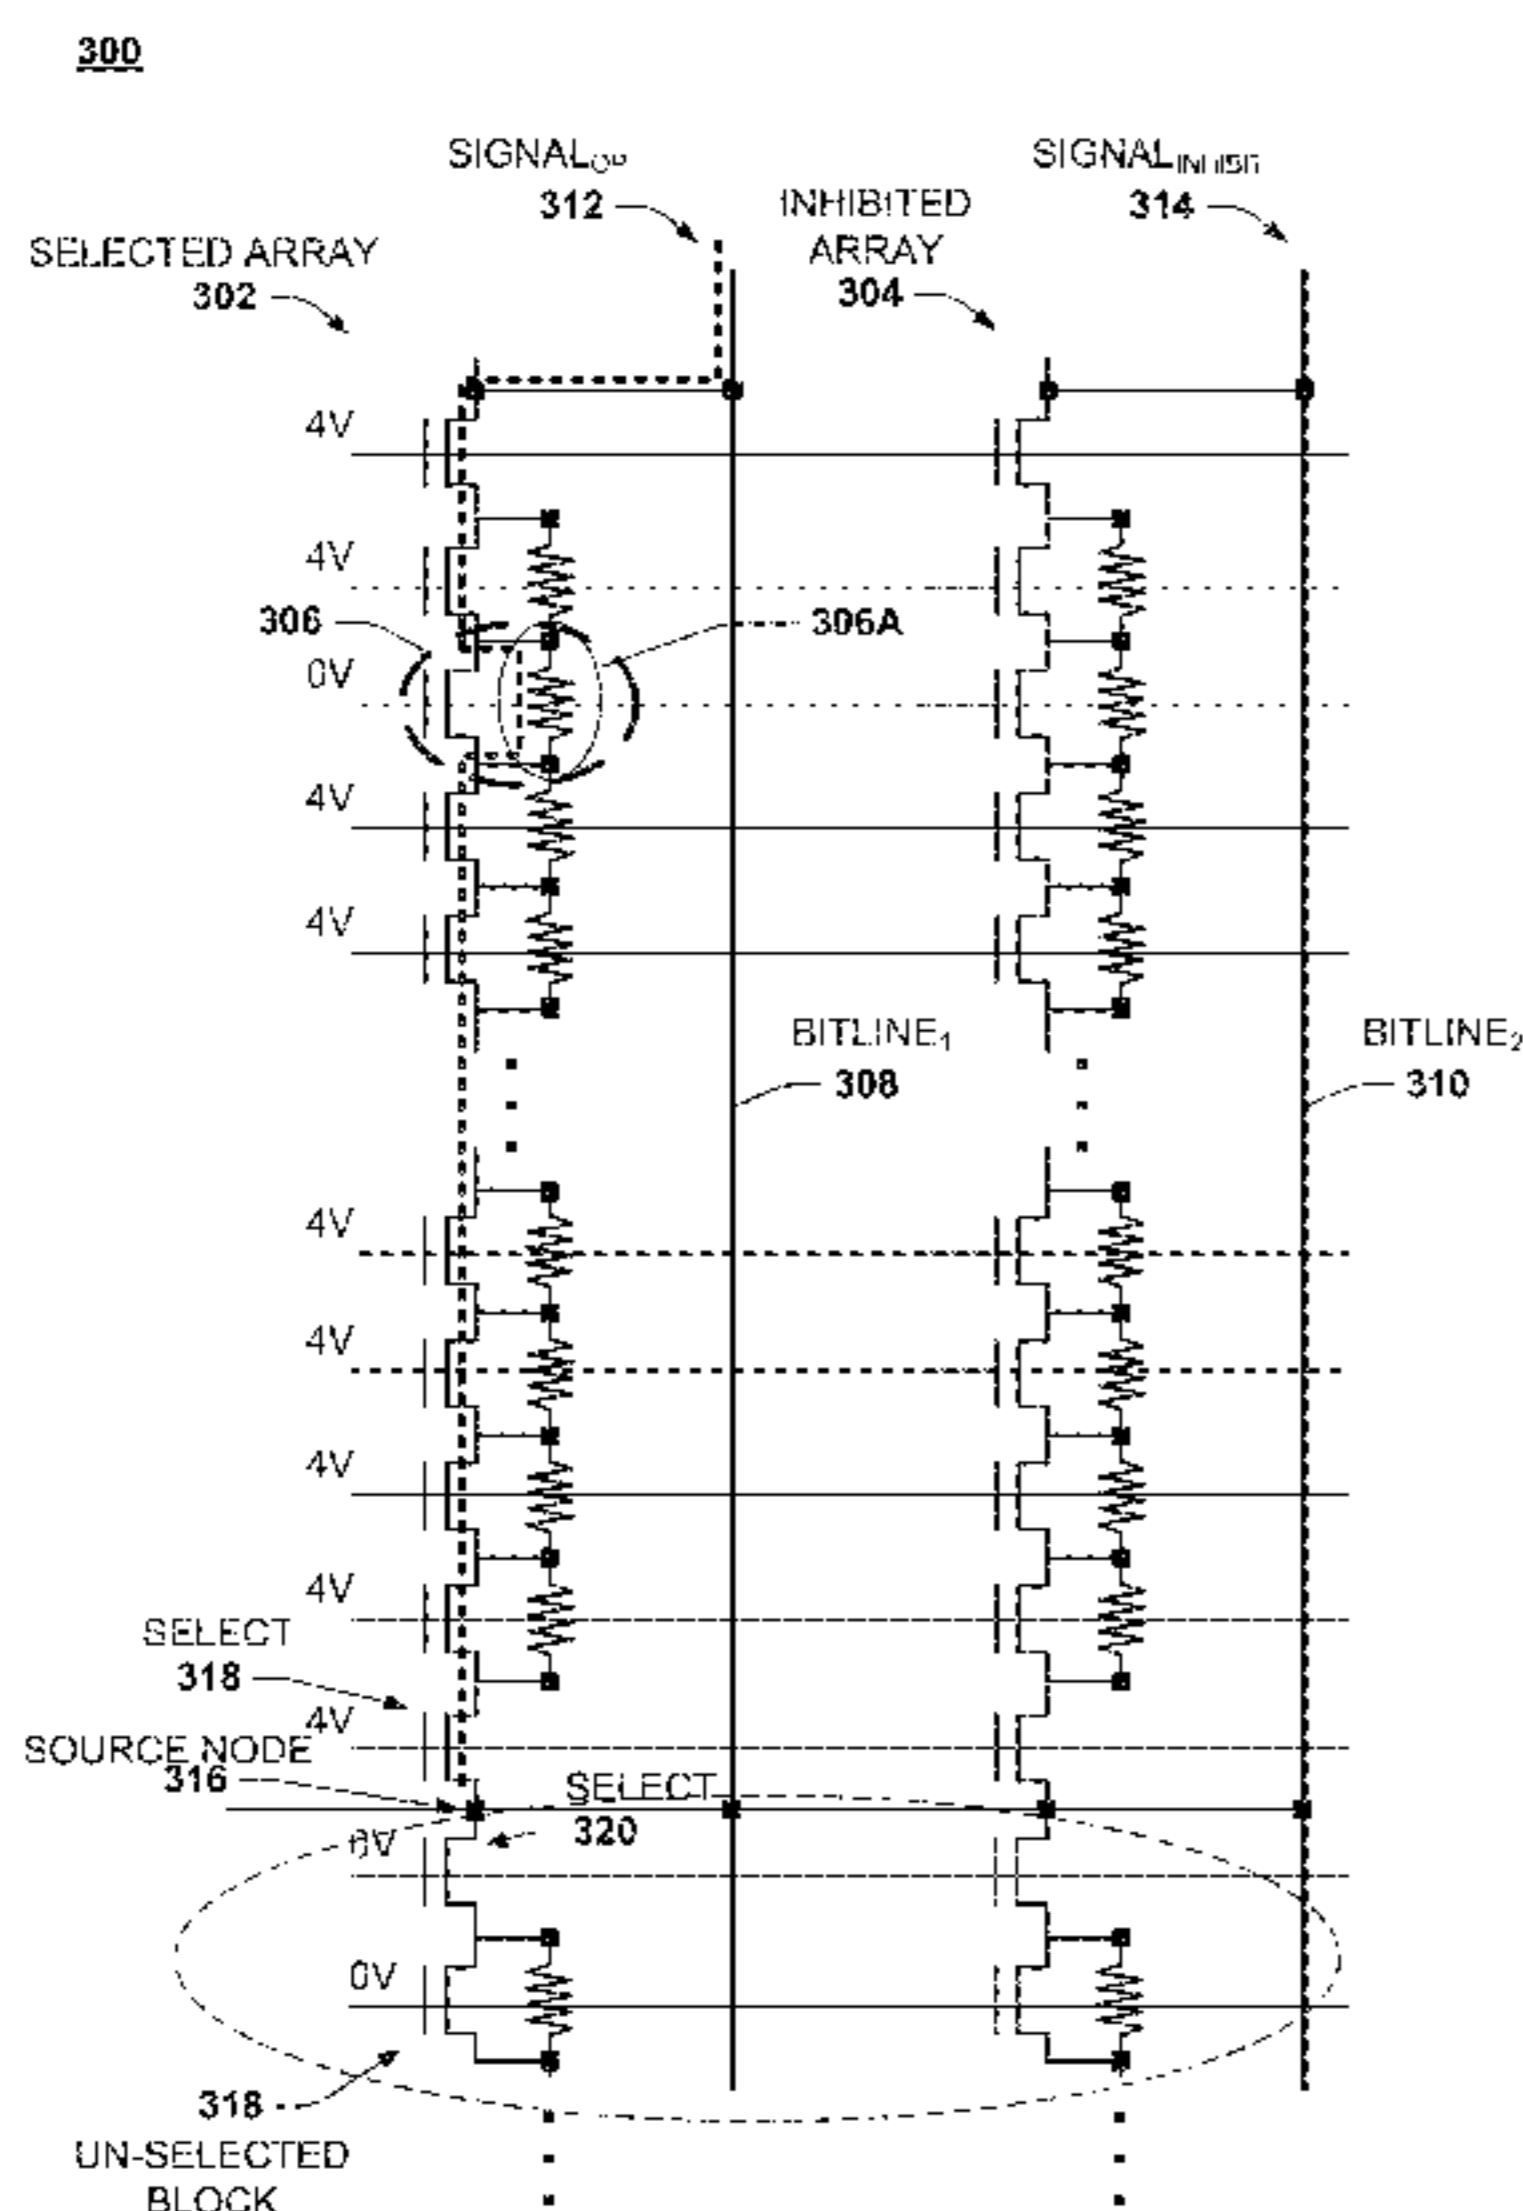 300
SIGNAL OP
312
SIGNAL INHIBIT
314
INHIBITED
ARRAY
304
SELECTED ARRAY
302
4V
4V
306
306A
0V
4V
4V
BITLINE1
308
BITLINE2
310
4V
4V
4V
4V
SELECT
318
4V
SOURCE NODE
316
SELECT
320
0V
0V
318
UN-SELECTED
BLOCK